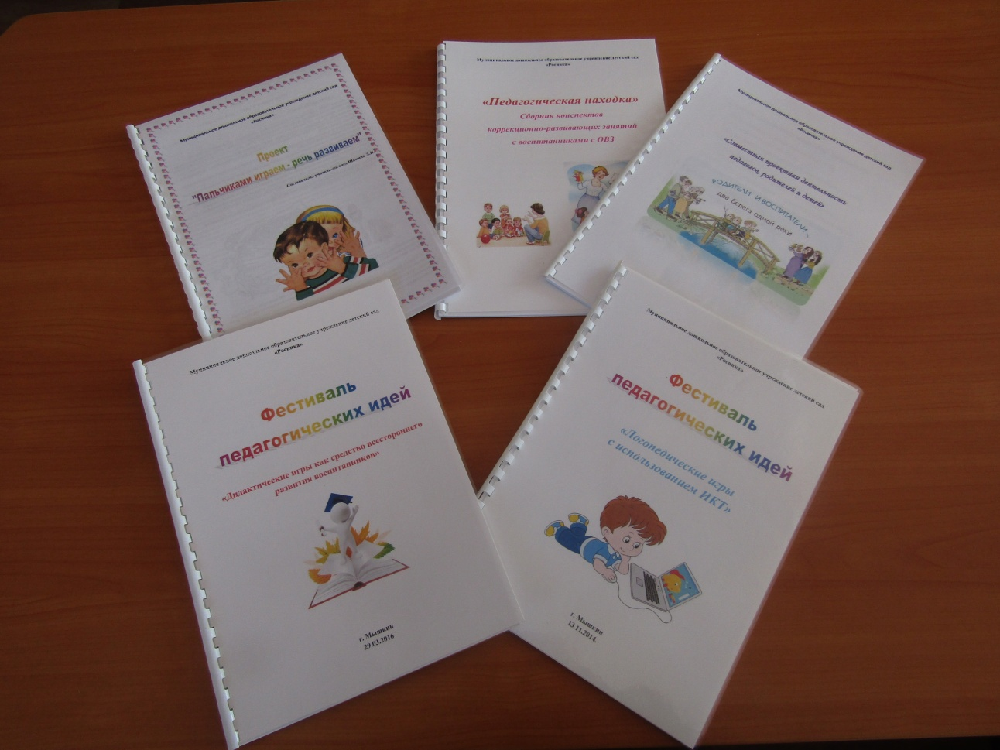 Муниципальное дошкольное образовательное учреждение детский сад
«Росинка»
Проект
"Пальчиками играем - речь развиваем"
Составитель: учитель-логопед
Муниципальное дошкольное образовательное учреждение детский сад
«Росинка»
«Педагогическая находка»
Сборник конспектов
коррекционно-развивающих занятий
с воспитанниками с ОВЗ
Муниципальное дошкольное образовательное учреждение детский сад
«Росинка»
«Совместная проектная деятельность
педагогов, родителей и детей»
РОДИТЕЛИ И ВОСПИТАТЕЛИ
два берега одной реки
Муниципальное дошкольное образовательное учреждение детский сад
«Росинка»
Фестиваль
педагогических идей
«Дидактические игры как средство всестороннего
развития воспитанников»
г. Мышкин
29.03.2016
Муниципальное дошкольное образовательное учреждение детский сад
«Росинка»
Фестиваль
педагогических идей
«Логопедические игры
с использованием ИКТ»
г. Мышкин
13.11.2014.